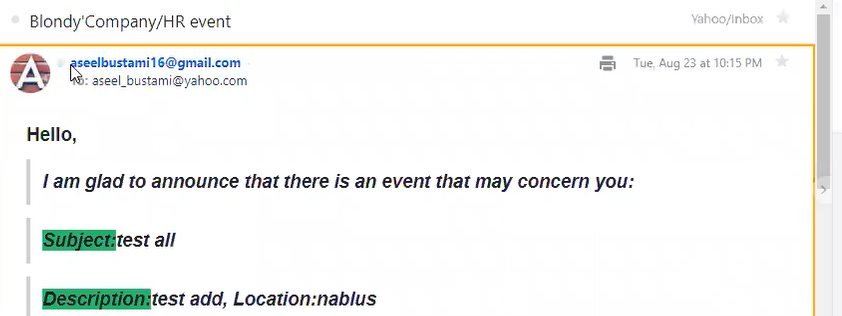 Blondy'Company/HR event
Yahoo/Inbox
A
aseelbustami16@gmail.com
Tue, Aug 23 at 10:15 PM
To: aseel_bustami@yahoo.com
Hello,
I am glad to announce that there is an event that may concern you:
Subject:test all
Description:test add, Location:nablus